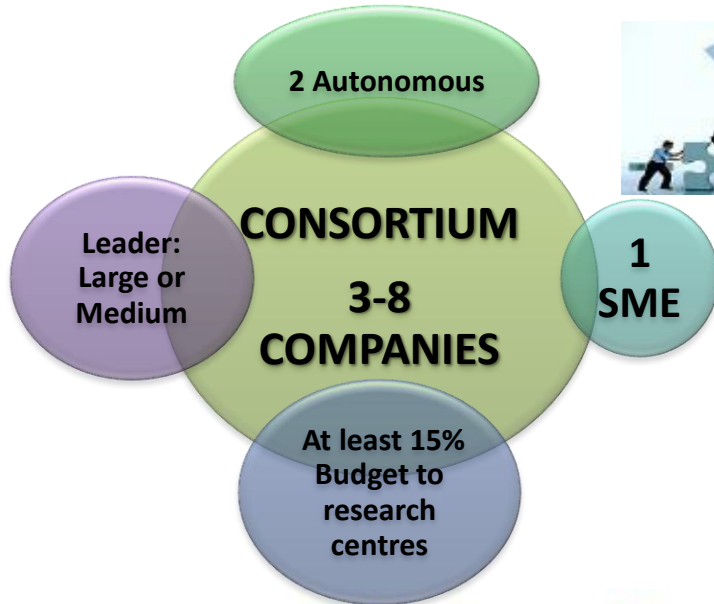 2 Autonomous
CONSORTIUM
3-8
COMPANIES
Leader:
Large or
Medium
1
SME
At least 15%
Budget to
research
centres